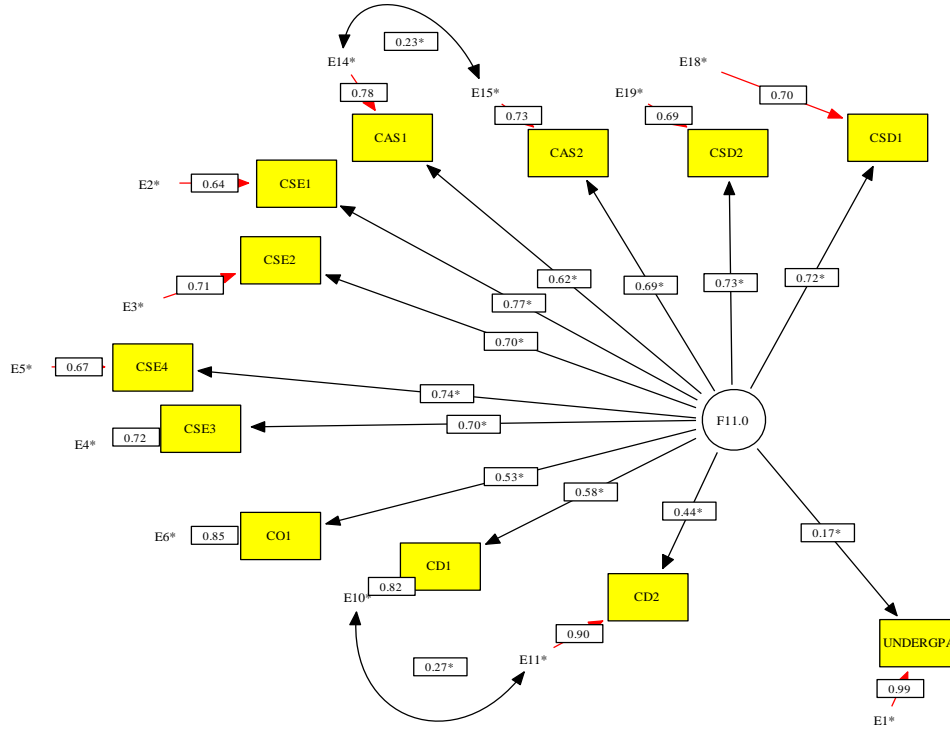 0.23*
E14*
E18*
E15*
E19*
0.78
0.70
0.73
0.69
CAS1
CAS2
CSD2
CSD1
E2*
0.64
CSE1
CSE2
0.71
E3*
0.62*
0.69*
0.73*
0.72*
0.77*
0.70*
E5*
0.67
CSE4
0.74*
F11.0
0.70*
CSE3
0.72
E4*
0.53*
0.58*
0.44*
0.17*
E6*
0.85
CO1
CD1
0.82
E10*
CD2
0.90
E11*
0.27*
UNDERGPA
0.99
E1*